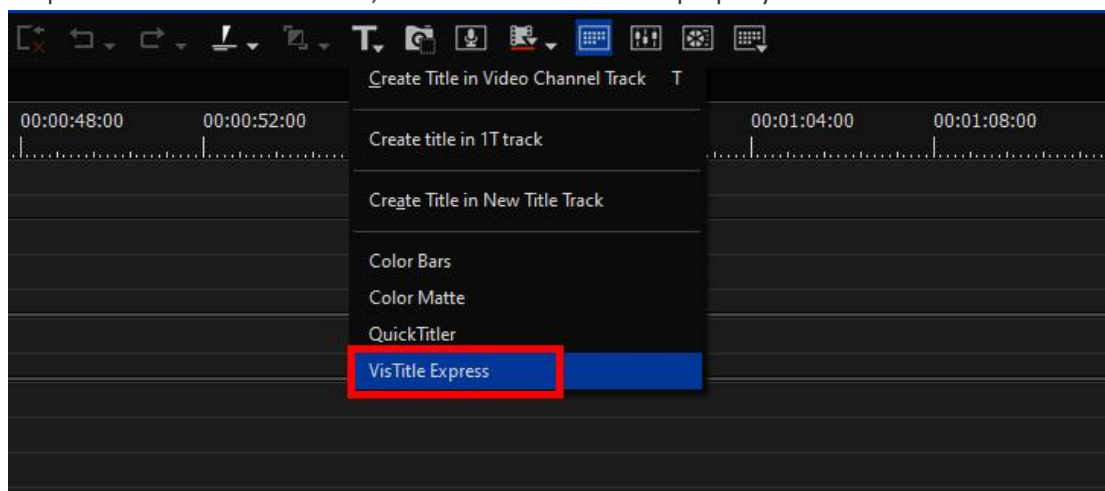 00:00:48:00 00:00:52:00 00:01:04:00 00:01:08:00
Create Title in Video Channel Track T
Create title in 1T track
Create Title in New Title Track
Color Bars
Color Matte
QuickTitler
VisTitle Express